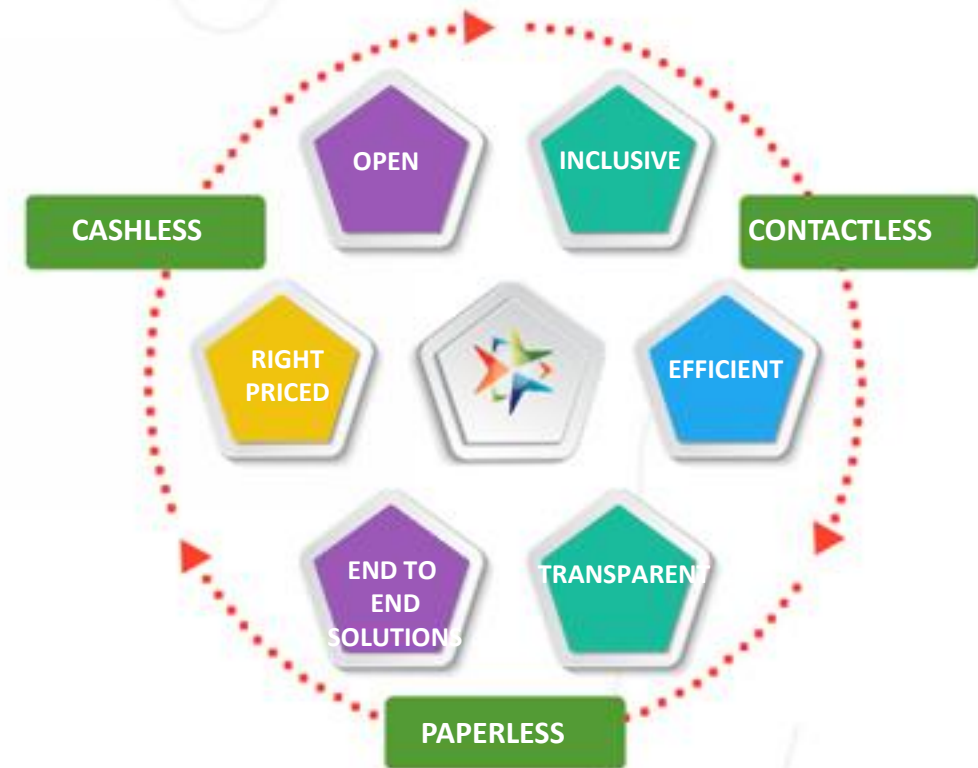 OPEN
INCLUSIVE
CASHLESS
CONTACTLESS
RIGHT
PRICED
EFFICIENT
END TO
END
SOLUTIONS
TRANSPARENT
PAPERLESS